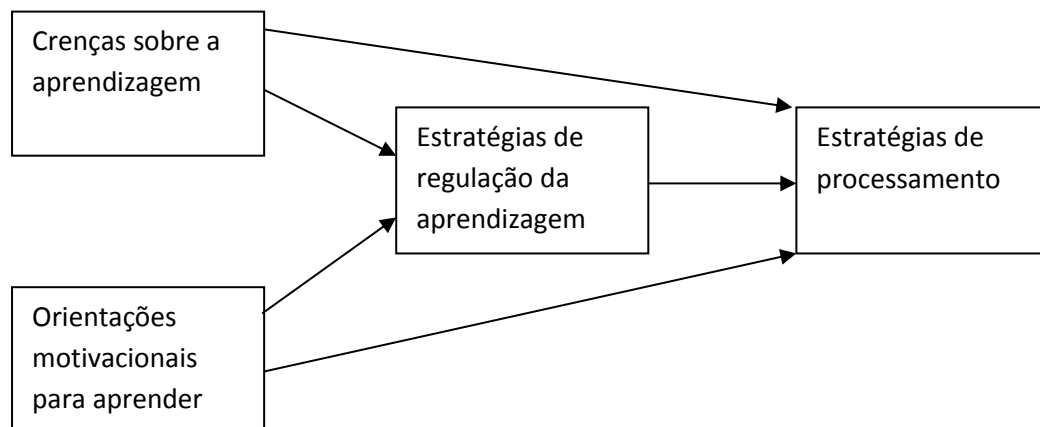 Crenças sobre a
aprendizagem
Estratégias de
regulação da
aprendizagem
Estratégias de
processamento
Orientações
motivacionais
para aprender